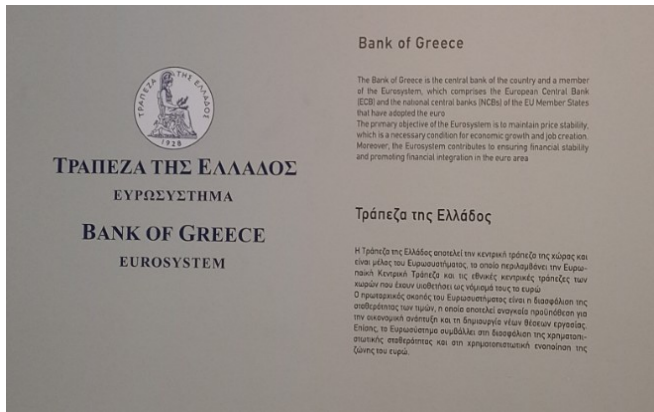 ΤΡΑΠΕΖΑ ΤΗΣ ΕΛΛΑΔΟΣ
1928
ΤΡΑΠΕΖΑ ΤΗΣ ΕΛΛΑΔΟΣ
ΕΥΡΩΣΥΣΤΗΜΑ
BANK OF GREECE
EUROSYSTEM
Bank of Greece
The Bank of Greece is the central bank of the country and a member
of the Eurosystem, which comprises the European Central Bank
(ECB) and the national central banks (NCBs) of the EU Member States
that have adopted the euro
The primary objective of the Eurosystem is to maintain price stability,
which is a necessary condition for economic growth and job creation.
Moreover, the Eurosystem contributes to ensuring financial stability
and promoting financial integration in the euro area
Τράπεζα της Ελλάδος
Η Τράπεζα της Ελλάδος αποτελεί την κεντρική τράπεζα της χώρας και
είναι μέλος του Ευρωσυστήματος, το οποίο περιλαμβάνει την Ευρω-
παϊκή Κεντρική Τράπεζα και τις εθνικές κεντρικές τράπεζες των
χωρών που έχουν υιοθετήσει ως νόμισμά τους το ευρώ
Ο πρωταρχικός σκοπός του Ευρωσυστήματος είναι η διασφάλιση της
σταθερότητας των τιμών, η οποία αποτελεί αναγκαία προϋπόθεση για
την οικονομική ανάπτυξη και τη δημιουργία νέων θέσεων εργασίας.
Επίσης, το Ευρωσύστημα συμβάλλει στη διασφάλιση της χρηματοπι-
στωτικής σταθερότητας και στη χρηματοπιστωτική ενοποίηση της
ζώνης του ευρώ.